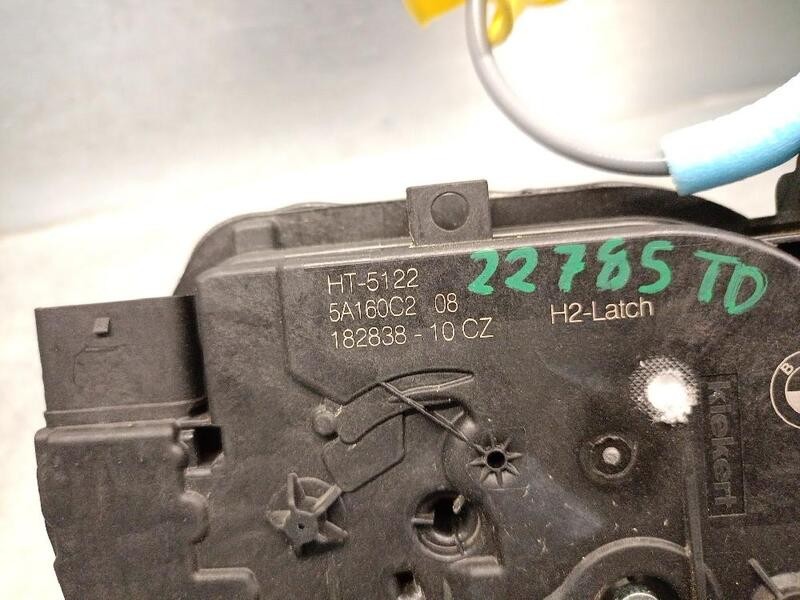 HT-5122
22785 TD
5A160C2 08
H2-Latch
182838 - 10 CZ
Kiekert
B